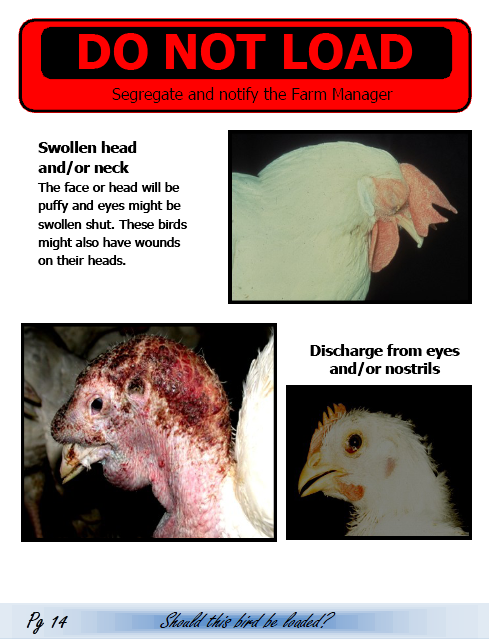 DO NOT LOAD
Segregate and notify the Farm Manager
Swollen head
and/or neck
The face or head will be
puffy and eyes might be
swollen shut. These birds
might also have wounds
on their heads.
Discharge from eyes
and/or nostrils
Pg 14
Should this bird be loaded?